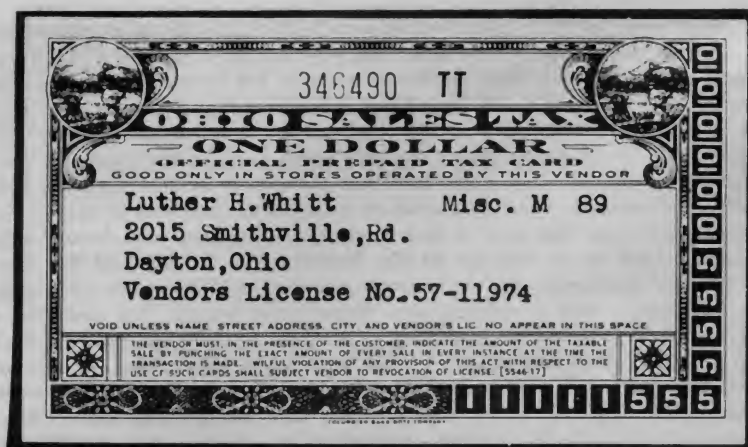 346490 TT
OHIO SALES TAX
ONE DOLLAR
OFFICIAL PREPAID TAX CARD
GOOD ONLY IN STORES OPERATED BY THIS VENDOR
Luther H.Whitt Misc. M 89
2015 Smithville,Rd.
Dayton,Ohio
Vendors License No.57-11974
VOID UNLESS NAME STREET ADDRESS CITY AND VENDOR'S LIC NO APPEAR IN THIS SPACE
THE VENDOR MUST, IN THE PRESENCE OF THE CUSTOMER, INDICATE THE AMOUNT OF THE TAXABLE
SALE BY PUNCHING THE EXACT AMOUNT OF EVERY SALE IN EVERY INSTANCE AT THE TIME THE
TRANSACTION IS MADE. WILFUL VIOLATION OF ANY PROVISION OF THIS ACT WITH RESPECT TO THE
USE OF SUCH CARDS SHALL SUBJECT VENDOR TO REVOCATION OF LICENSE. [5546-17]
10
10
10
10
10
10
5
5
5
1 1 1 1 1 5 5 5
COLUMBIAN BANK NOTE COMPANY